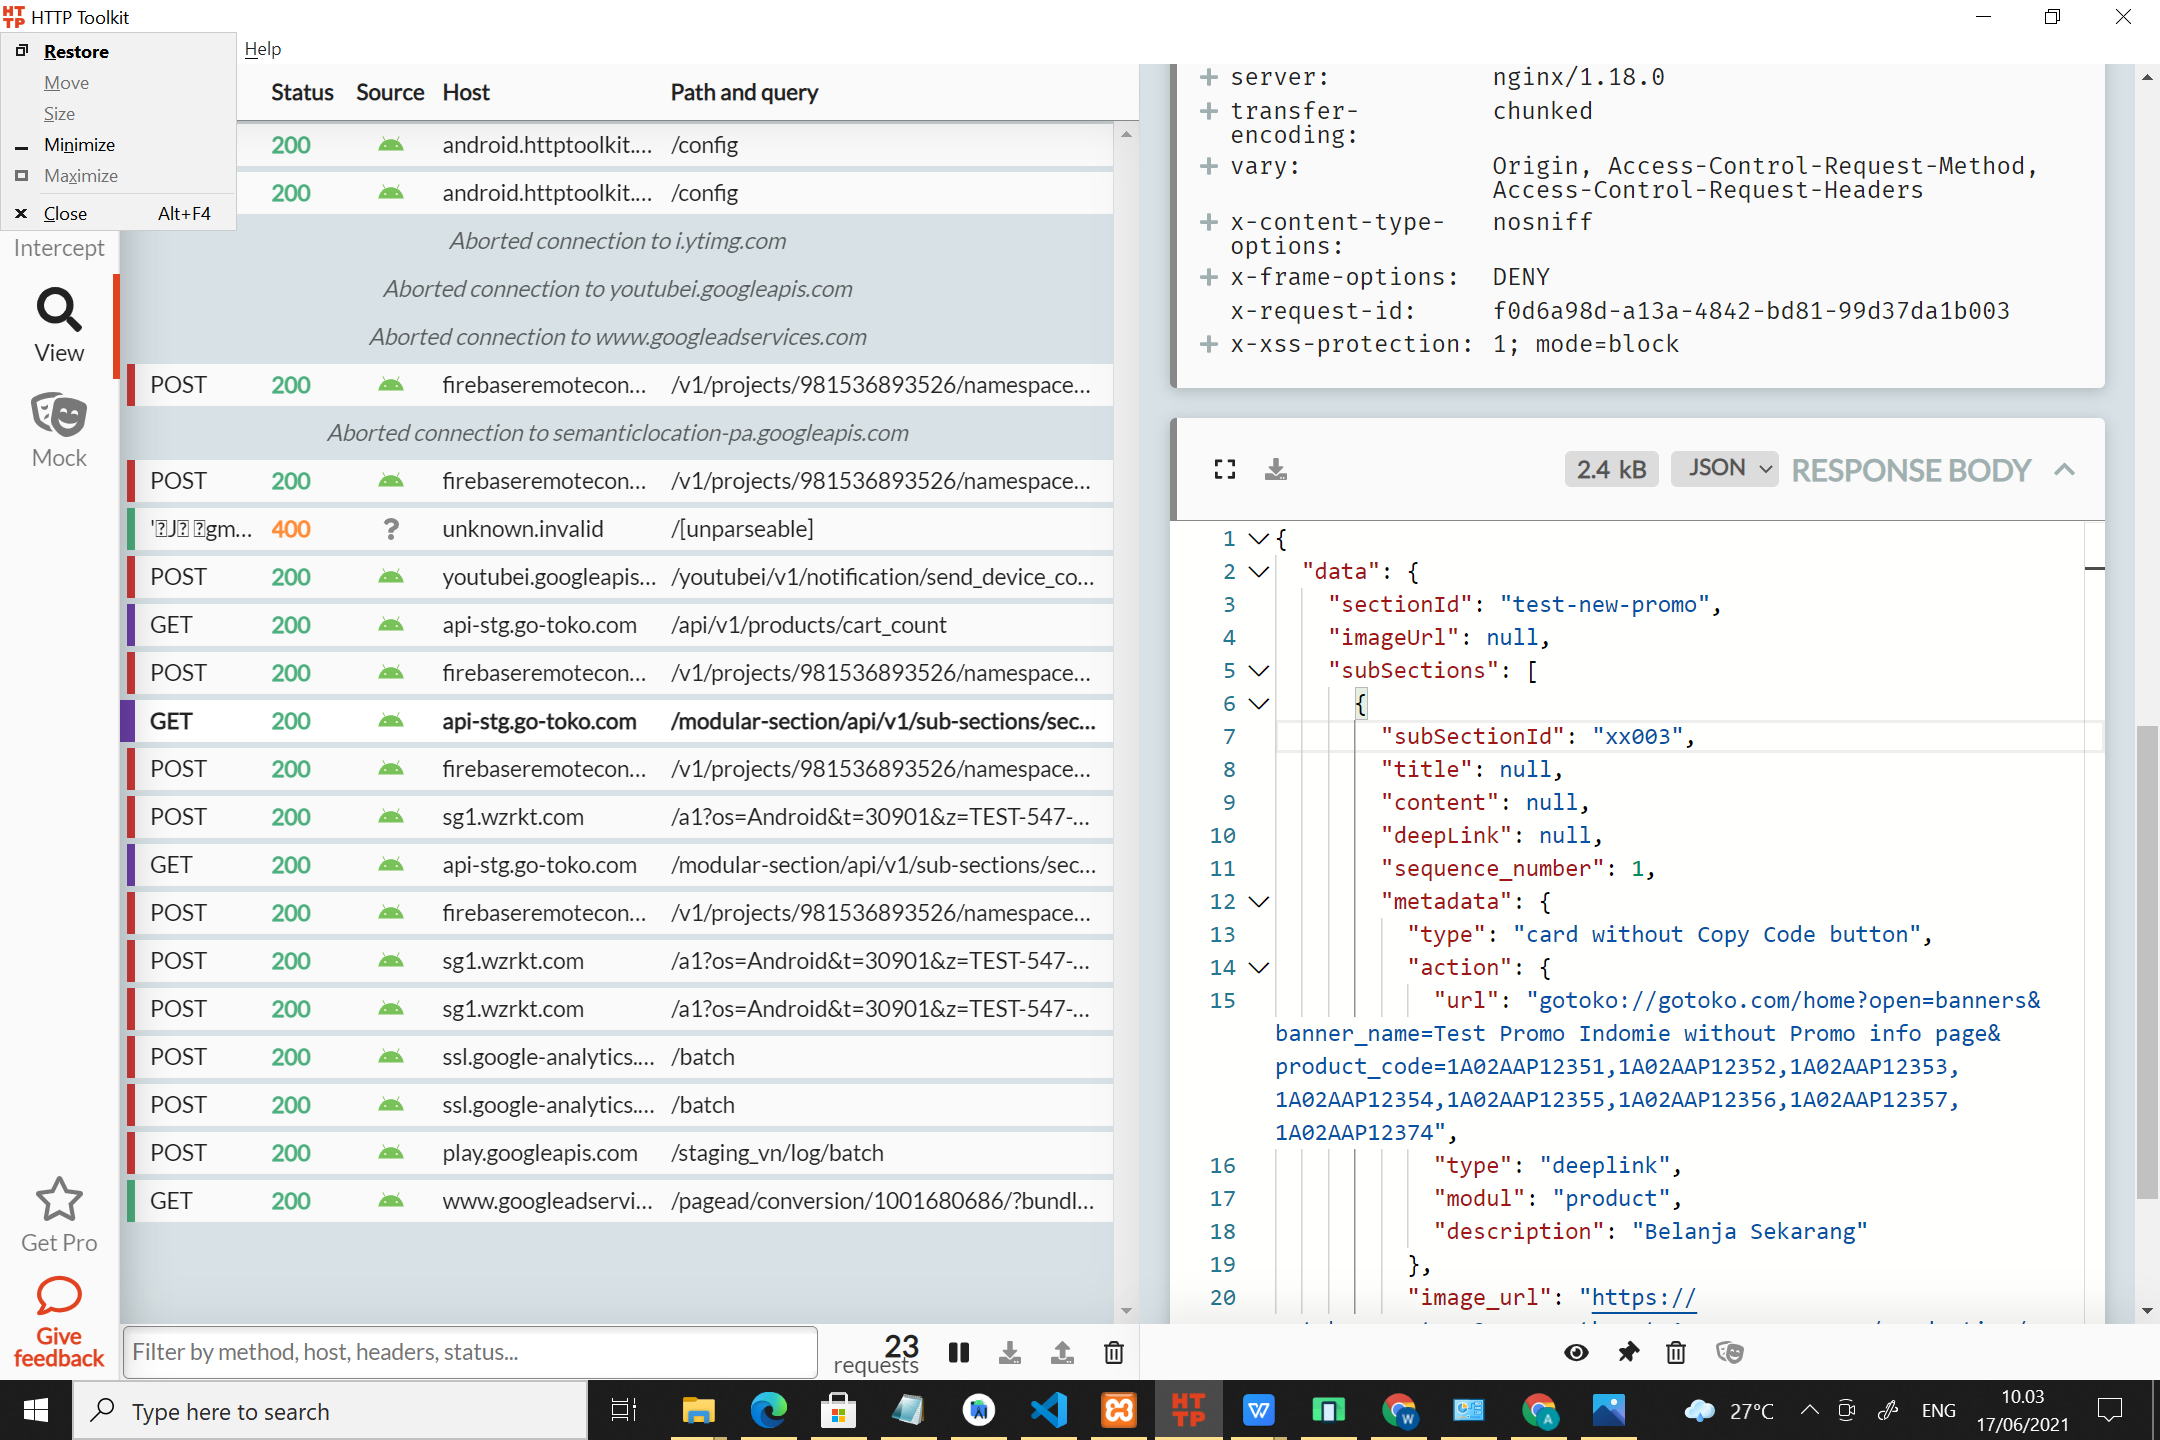 HTTP Toolkit
Restore
Move
Size
Minimize
Maximize
Close Alt+F4
Help
Intercept
View
Mock
Get Pro
Give feedback
Status Source Host Path and query
200 android.httptoolkit.... /config
200 android.httptoolkit.... /config
Aborted connection to i.ytimg.com
Aborted connection to youtubei.googleapis.com
Aborted connection to www.googleadservices.com
POST 200 firebaseremotecon... /v1/projects/981536893526/namespace...
Aborted connection to semanticlocation-pa.googleapis.com
POST 200 firebaseremotecon... /v1/projects/981536893526/namespace...
400 ? unknown.invalid /[unparseable]
POST 200 youtubei.googleapis... /youtubei/v1/notification/send_device_co...
GET 200 api-stg.go-toko.com /api/v1/products/cart_count
POST 200 firebaseremotecon... /v1/projects/981536893526/namespace...
GET 200 api-stg.go-toko.com /modular-section/api/v1/sub-sections/sec...
POST 200 firebaseremotecon... /v1/projects/981536893526/namespace...
POST 200 sg1.wzrkt.com /a1?os=Android&t=30901&z=TEST-547-...
GET 200 api-stg.go-toko.com /modular-section/api/v1/sub-sections/sec...
POST 200 firebaseremotecon... /v1/projects/981536893526/namespace...
POST 200 sg1.wzrkt.com /a1?os=Android&t=30901&z=TEST-547-...
POST 200 sg1.wzrkt.com /a1?os=Android&t=30901&z=TEST-547-...
POST 200 ssl.google-analytics.... /batch
POST 200 ssl.google-analytics.... /batch
POST 200 play.googleapis.com /staging_vn/log/batch
GET 200 www.googleadservi... /pagead/conversion/1001680686/?bundl...
Filter by method, host, headers, status...
23 requests
+ server: nginx/1.18.0
+ transfer- chunked
encoding:
+ vary: Origin, Access-Control-Request-Method,
Access-Control-Request-Headers
+ x-content-type- nosniff
options:
+ x-frame-options: DENY
x-request-id: f0d6a98d-a13a-4842-bd81-99d37da1b003
+ x-xss-protection: 1; mode=block
2.4 kB JSON RESPONSE BODY
1 {
2 "data": {
3 "sectionId": "test-new-promo",
4 "imageUrl": null,
5 "subSections": [
6 {
7 "subSectionId": "xx003",
8 "title": null,
9 "content": null,
10 "deepLink": null,
11 "sequence_number": 1,
12 "metadata": {
13 "type": "card without Copy Code button",
14 "action": {
15 "url": "gotoko://gotoko.com/home?open=banners&
banner_name=Test Promo Indomie without Promo info page&
product_code=1A02AAP12351,1A02AAP12352,1A02AAP12353,
1A02AAP12354,1A02AAP12355,1A02AAP12356,1A02AAP12357,
1A02AAP12374",
16 "type": "deeplink",
17 "modul": "product",
18 "description": "Belanja Sekarang"
19 },
20 "image_url": "https://
Type here to search
27°C
ENG
10.03
17/06/2021